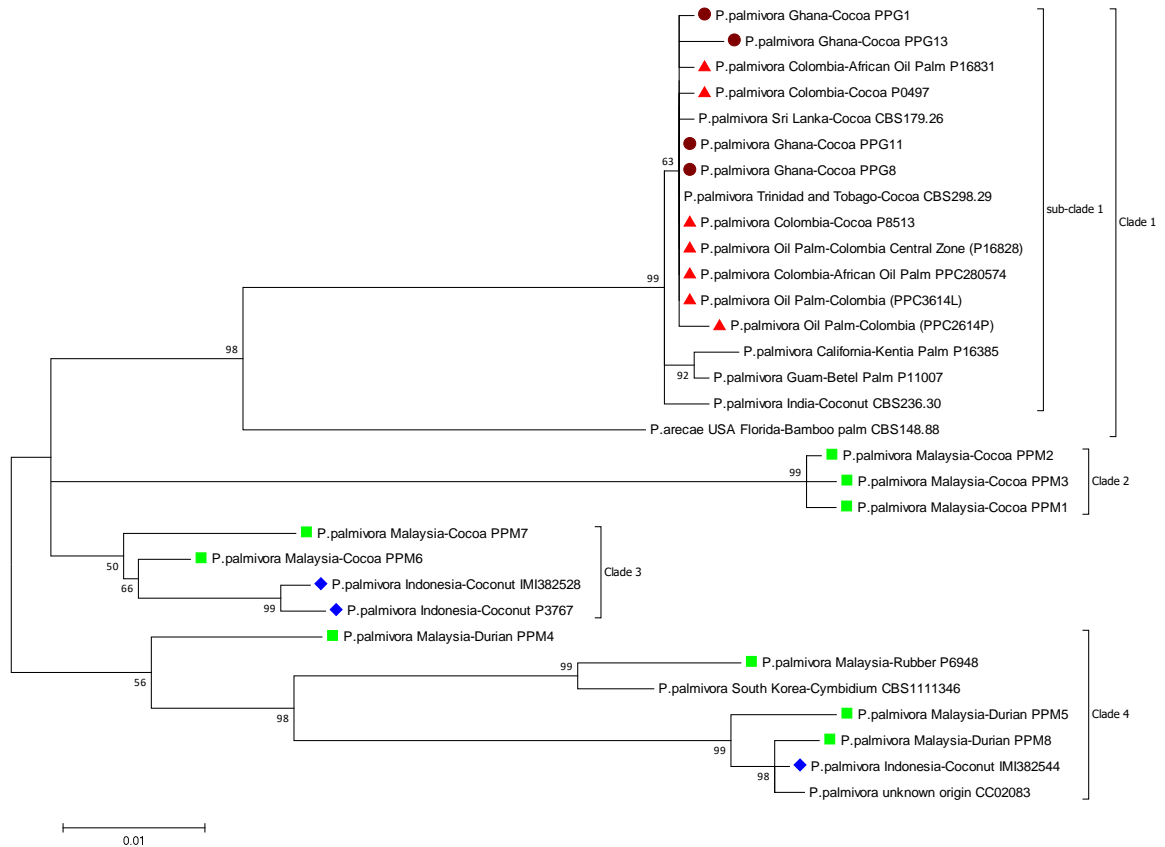 P.palmivora Ghana-Cocoa PPG1
P.palmivora Ghana-Cocoa PPG13
P.palmivora Colombia-African Oil Palm P16831
P.palmivora Colombia-Cocoa P0497
P.palmivora Sri Lanka-Cocoa CBS179.26
P.palmivora Ghana-Cocoa PPG11
63
P.palmivora Ghana-Cocoa PPG8
P.palmivora Trinidad and Tobago-Cocoa CBS298.29
sub-clade 1
P.palmivora Colombia-Cocoa P8513
Clade 1
P.palmivora Oil Palm-Colombia Central Zone (P16828)
99
P.palmivora Colombia-African Oil Palm PPC280574
P.palmivora Oil Palm-Colombia (PPC3614L)
P.palmivora Oil Palm-Colombia (PPC2614P)
98
P.palmivora California-Kentia Palm P16385
92
P.palmivora Guam-Betel Palm P11007
P.palmivora India-Coconut CBS236.30
P.arecae USA Florida-Bamboo palm CBS148.88
P.palmivora Malaysia-Cocoa PPM2
99
P.palmivora Malaysia-Cocoa PPM3
Clade 2
P.palmivora Malaysia-Cocoa PPM1
P.palmivora Malaysia-Cocoa PPM7
50
P.palmivora Malaysia-Cocoa PPM6
Clade 3
66
P.palmivora Indonesia-Coconut IMI382528
99
P.palmivora Indonesia-Coconut P3767
P.palmivora Malaysia-Durian PPM4
56
99
P.palmivora Malaysia-Rubber P6948
P.palmivora South Korea-Cymbidium CBS1111346
98
P.palmivora Malaysia-Durian PPM5
Clade 4
99
P.palmivora Malaysia-Durian PPM8
P.palmivora Indonesia-Coconut IMI382544
98
P.palmivora unknown origin CC02083
0.01